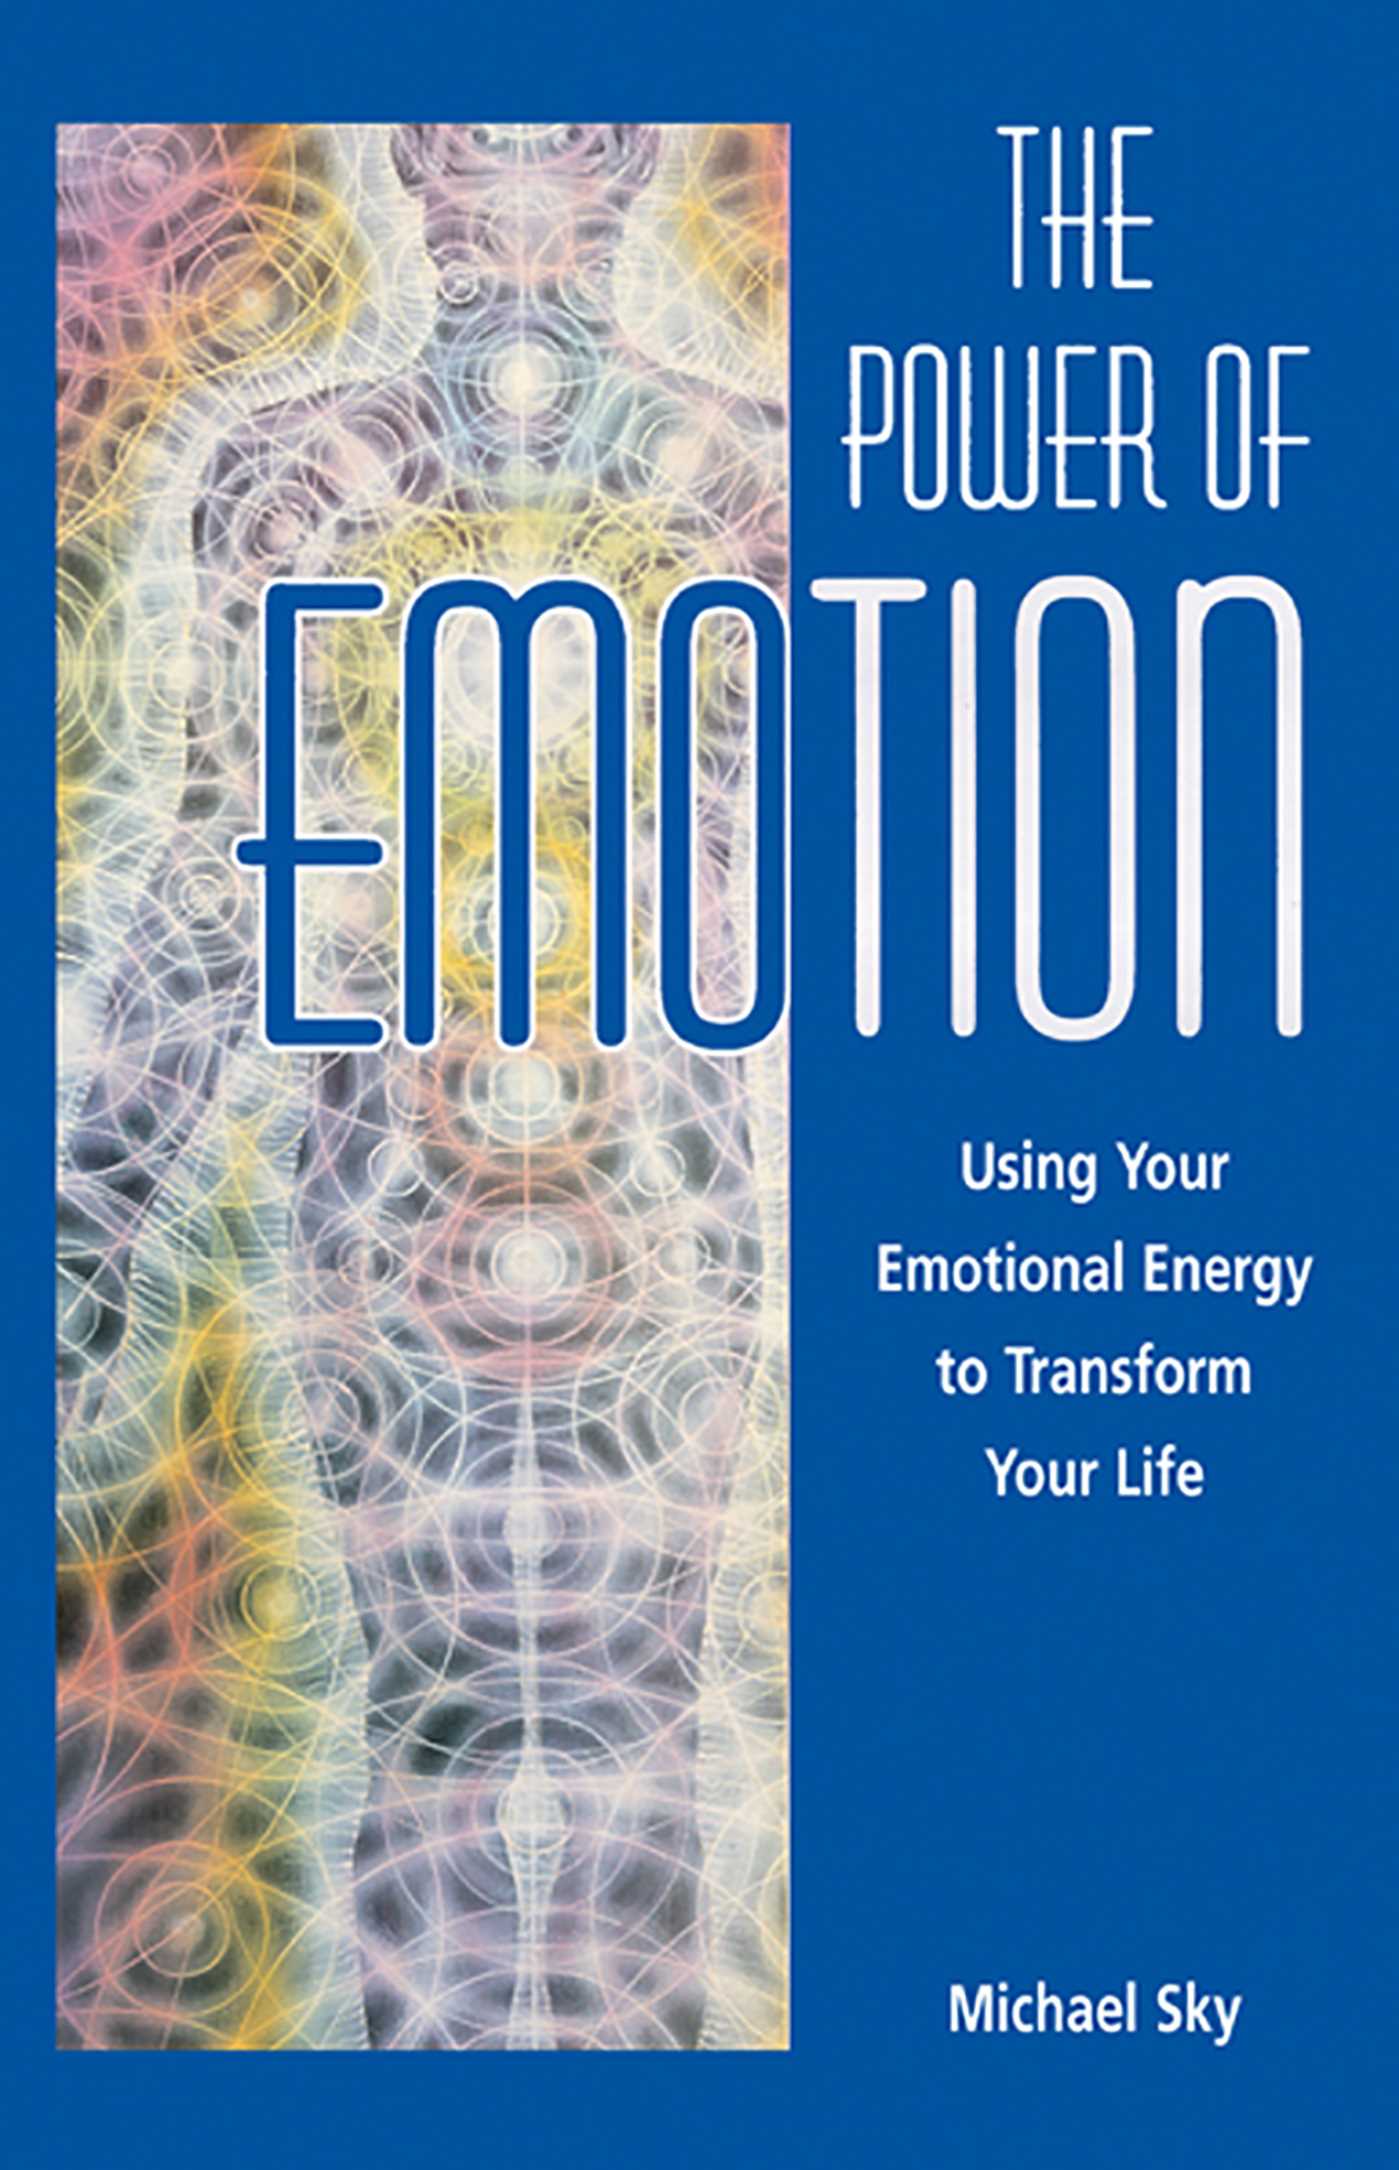 THE
POWER OF
EMOTION
Using Your
Emotional Energy
to Transform
Your Life
Michael Sky